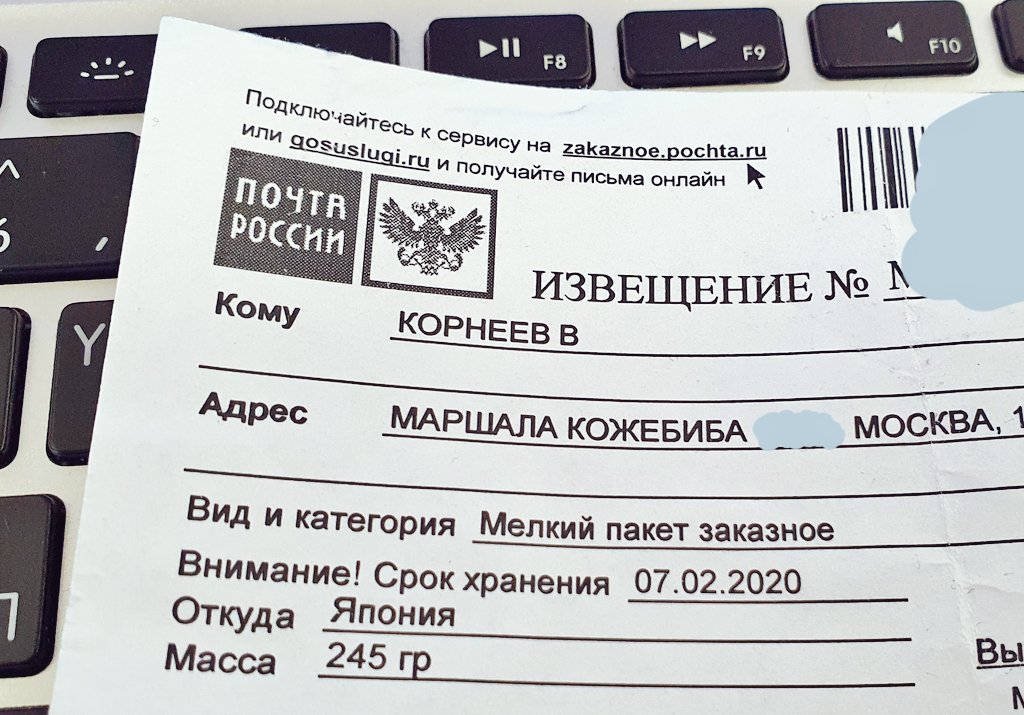 F8
F9
F10
Подключайтесь к сервису на zakaznoe.pochta.ru
или gosuslugi.ru и получайте письма онлайн
ПОЧТА
РОССИИ
ИЗВЕЩЕНИЕ № М
Кому КОРНЕЕВ В
Адрес МАРШАЛА КОЖЕБИБА МОСКВА, 1
Вид и категория Мелкий пакет заказное
Внимание! Срок хранения 07.02.2020
Откуда Япония
Масса 245 гр
Вы
Y